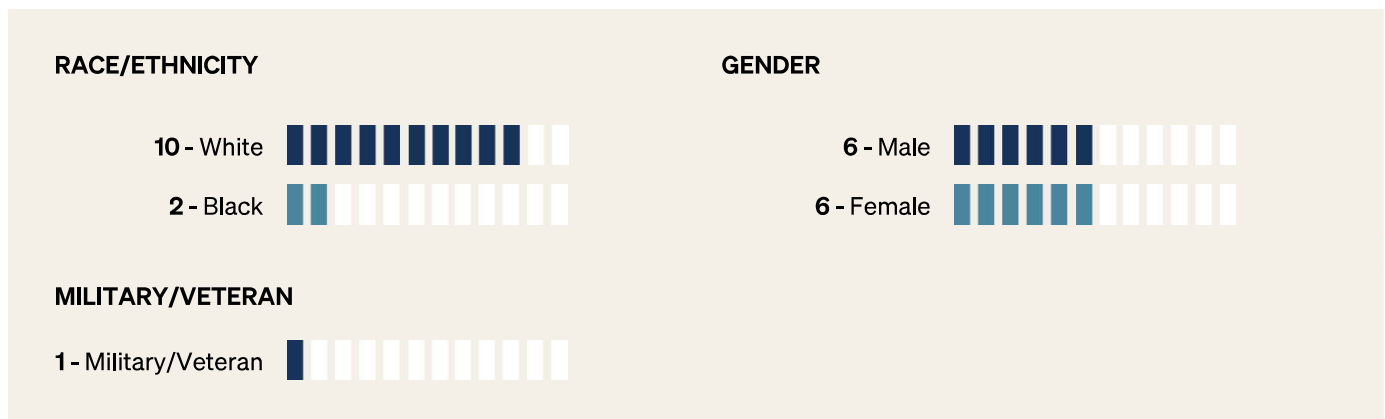 RACE/ETHNICITY
10 - White
2 - Black
GENDER
6 - Male
6 - Female
MILITARY/VETERAN
1 - Military/Veteran